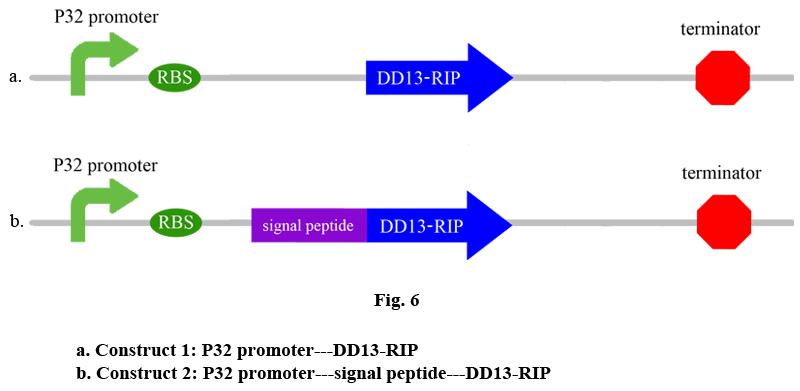 P32 promoter
terminator
a.
RBS
DD13-RIP
P32 promoter
terminator
b.
RBS
signal peptide
DD13-RIP
Fig. 6
a. Construct 1: P32 promoter---DD13-RIP
b. Construct 2: P32 promoter---signal peptide---DD13-RIP